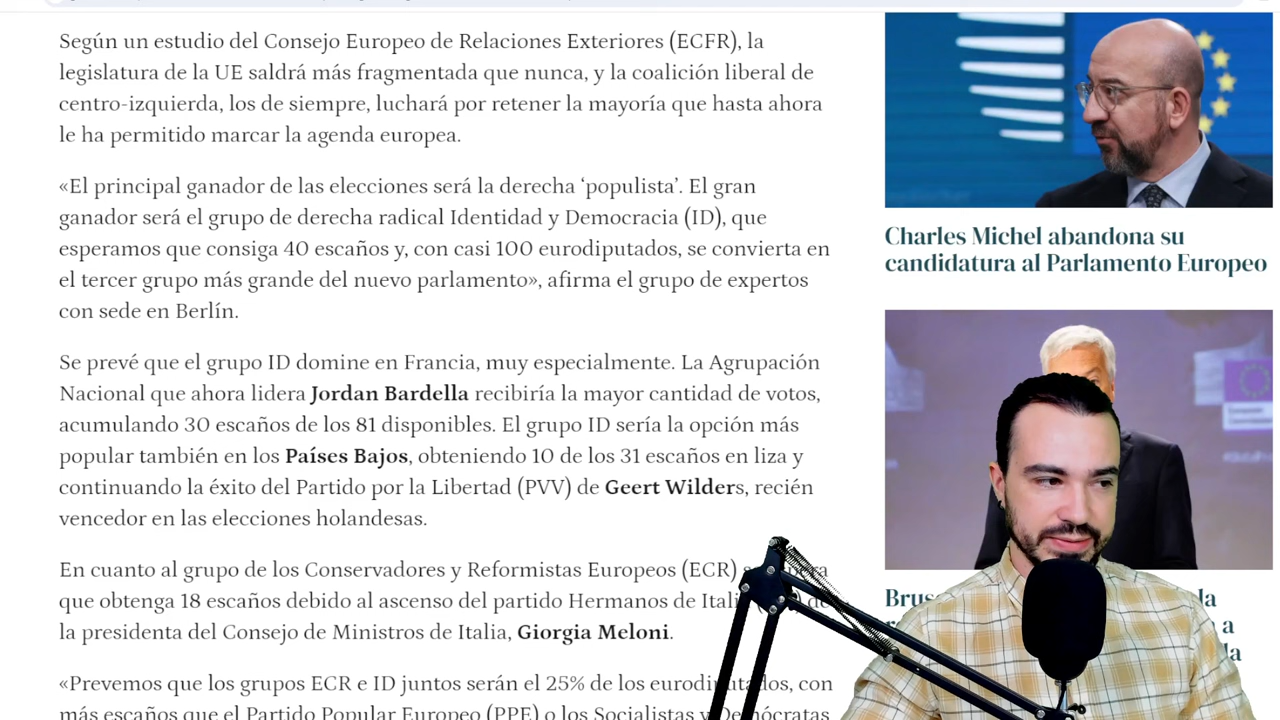 Según un estudio del Consejo Europeo de Relaciones Exteriores (ECFR), la
legislatura de la UE saldrá más fragmentada que nunca, y la coalición liberal de
centro-izquierda, los de siempre, luchará por retener la mayoría que hasta ahora
le ha permitido marcar la agenda europea.
«El principal ganador de las elecciones será la derecha ‘populista’. El gran
ganador será el grupo de derecha radical Identidad y Democracia (ID), que
esperamos que consiga 40 escaños y, con casi 100 eurodiputados, se convierta en
el tercer grupo más grande del nuevo parlamento», afirma el grupo de expertos
con sede en Berlín.
Se prevé que el grupo ID domine en Francia, muy especialmente. La Agrupación
Nacional que ahora lidera Jordan Bardella recibiría la mayor cantidad de votos,
acumulando 30 escaños de los 81 disponibles. El grupo ID sería la opción más
popular también en los Países Bajos, obteniendo 10 de los 31 escaños en liza y
continuando la éxito del Partido por la Libertad (PVV) de Geert Wilders, recién
vencedor en las elecciones holandesas.
En cuanto al grupo de los Conservadores y Reformistas Europeos (ECR)
que obtenga 18 escaños debido al ascenso del partido Hermanos de de
la presidenta del Consejo de Ministros de Italia, Giorgia Meloni.
«Prevemos que los grupos ECR e ID juntos serán el 25% de los eurodiputados, con
más escaños que el Partido Popular Europeo (PPE) o los Socialistas y Demócratas
Charles Michel abandona su
candidatura al Parlamento Europeo
la
a
la